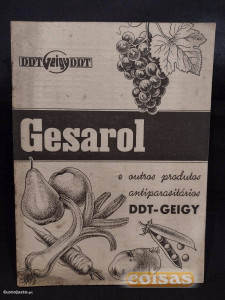 DDT Geigy DDT
Gesarol
e outros produtos
antiparasitários
DDT-GEIGY
coisas